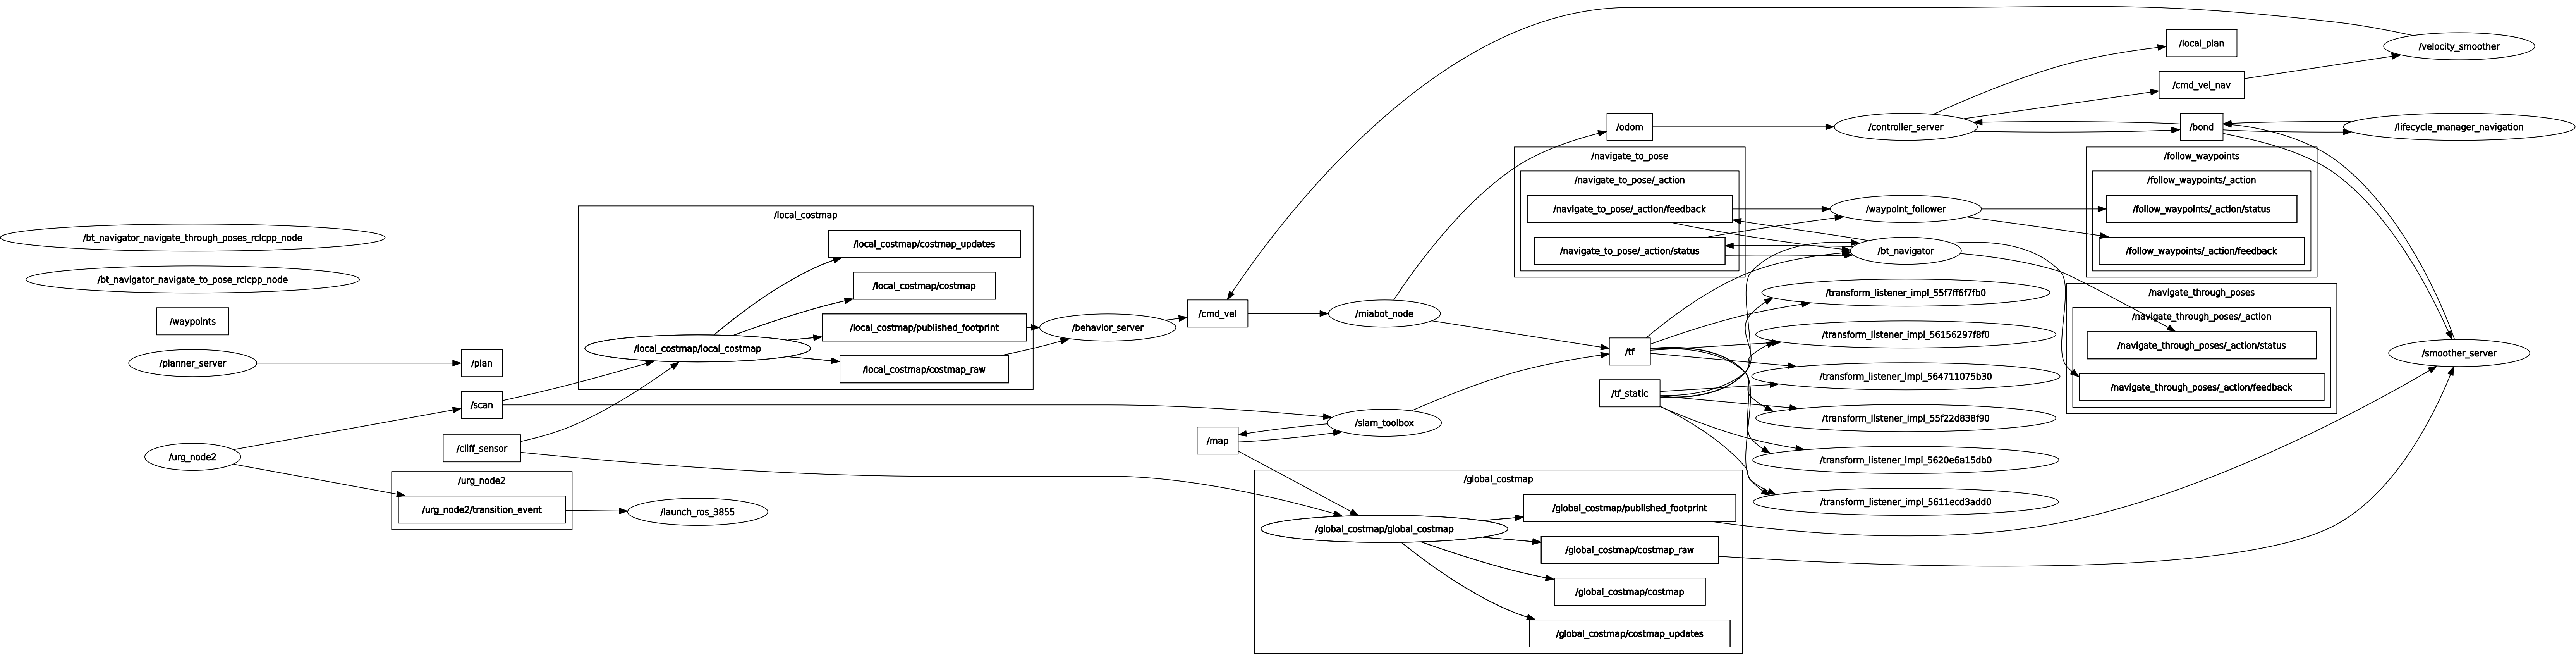 /bt_navigator_navigate_through_poses_rclcpp_node
/bt_navigator_navigate_to_pose_rclcpp_node
/waypoints
/planner_server
/plan
/scan
/cliff_sensor
/urg_node2
/urg_node2
/urg_node2/transition_event
/launch_ros_3855
/local_costmap
/local_costmap/costmap_updates
/local_costmap/costmap
/local_costmap/published_footprint
/local_costmap/local_costmap
/local_costmap/costmap_raw
/behavior_server
/cmd_vel
/miabot_node
/slam_toolbox
/map
/global_costmap
/global_costmap/published_footprint
/global_costmap/global_costmap
/global_costmap/costmap_raw
/global_costmap/costmap
/global_costmap/costmap_updates
/odom
/navigate_to_pose
/navigate_to_pose/_action
/navigate_to_pose/_action/feedback
/navigate_to_pose/_action/status
/tf
/tf_static
/controller_server
/waypoint_follower
/bt_navigator
/transform_listener_impl_55f7ff6f7fb0
/transform_listener_impl_56156297f8f0
/transform_listener_impl_564711075b30
/transform_listener_impl_55f22d838f90
/transform_listener_impl_5620e6a15db0
/transform_listener_impl_5611ecd3add0
/local_plan
/cmd_vel_nav
/bond
/follow_waypoints
/follow_waypoints/_action
/follow_waypoints/_action/status
/follow_waypoints/_action/feedback
/navigate_through_poses
/navigate_through_poses/_action
/navigate_through_poses/_action/status
/navigate_through_poses/_action/feedback
/velocity_smoother
/lifecycle_manager_navigation
/smoother_server